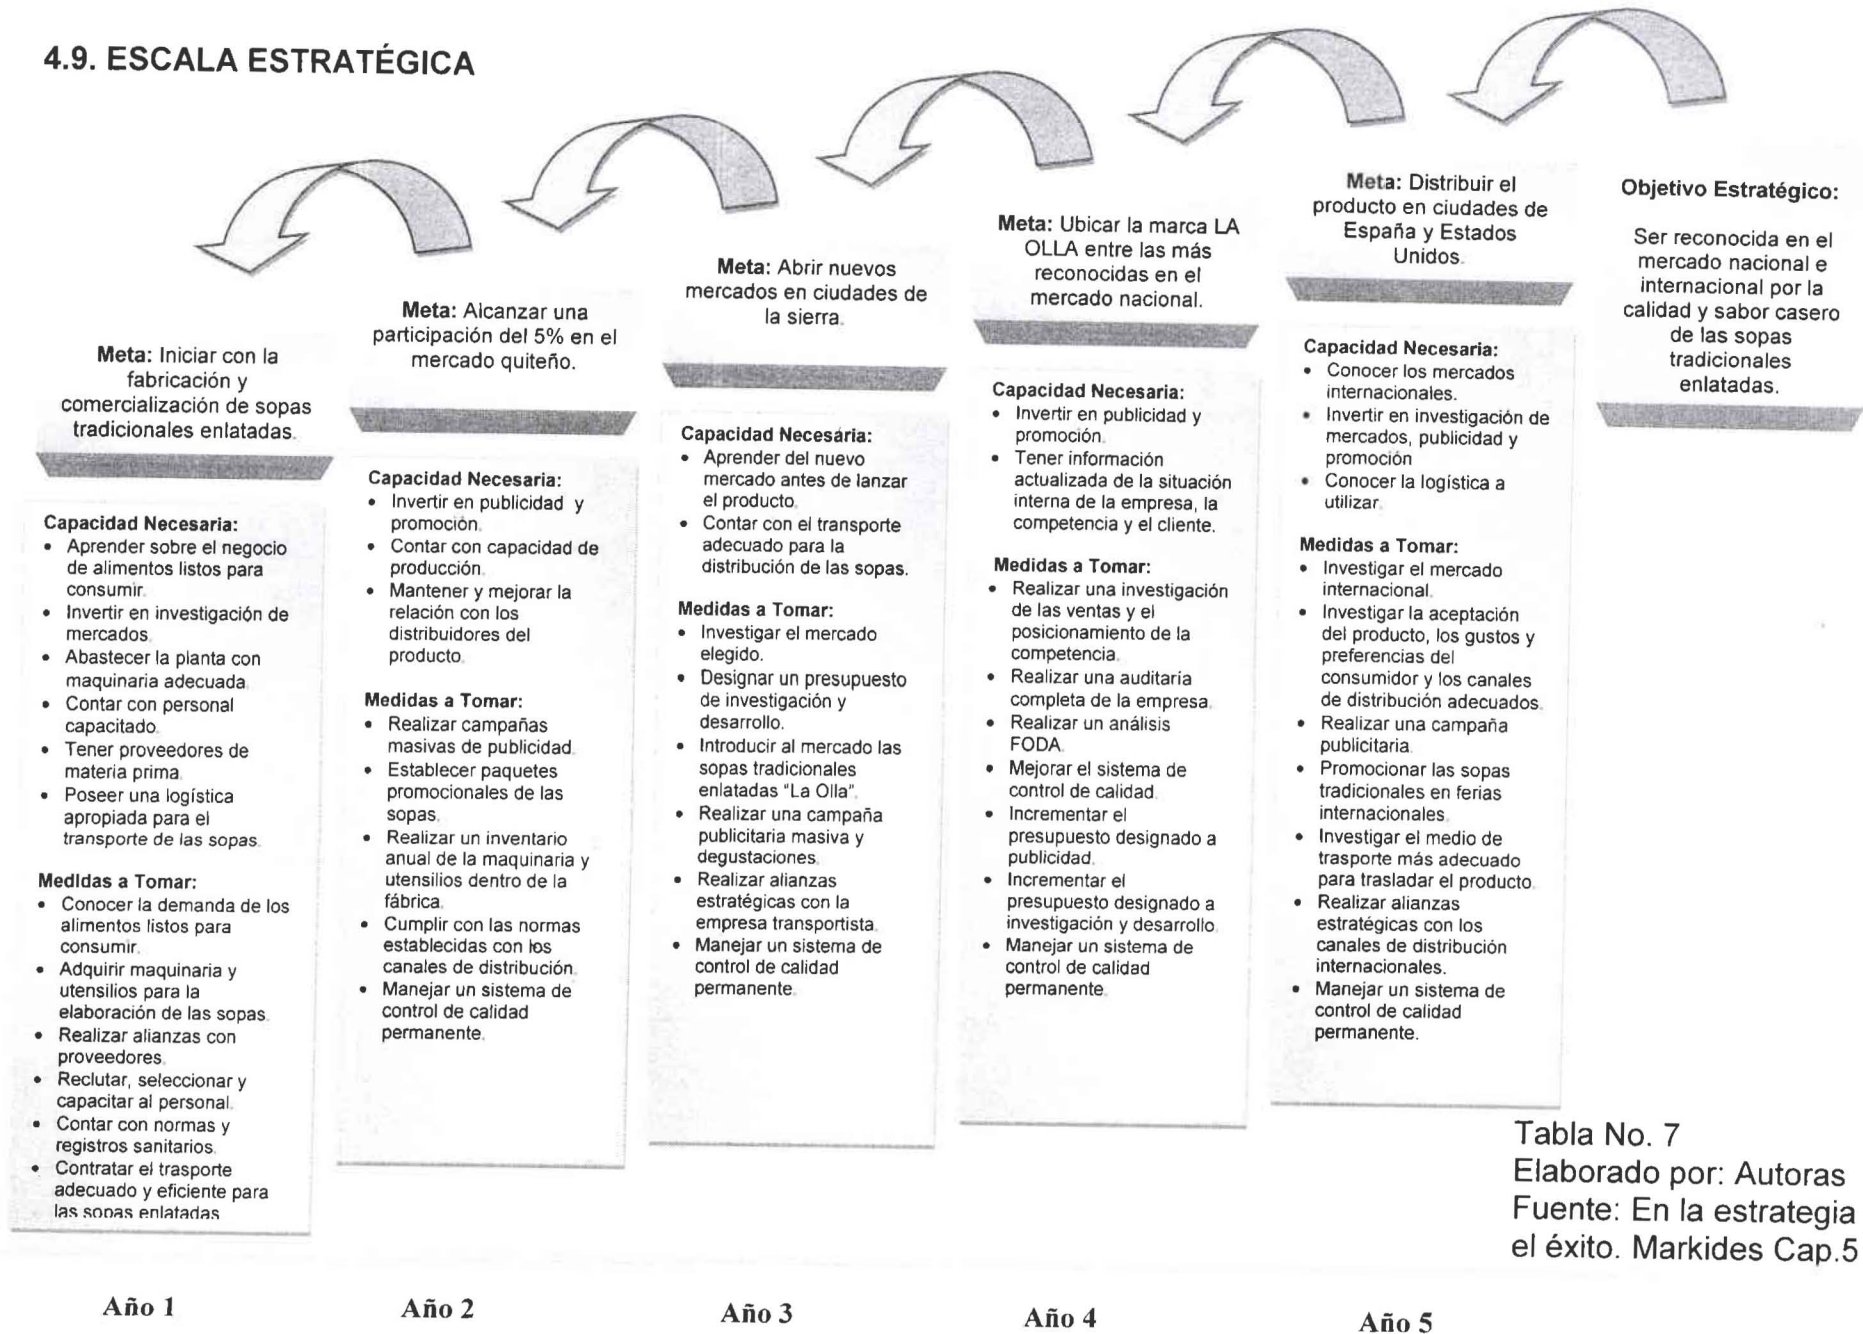 4.9. ESCALA ESTRATÉGICA
Meta: Iniciar con la
fabricación y
comercialización de sopas
tradicionales enlatadas.
Capacidad Necesaria:
• Aprender sobre el negocio
de alimentos listos para
consumir.
• Invertir en investigación de
mercados.
• Abastecer la planta con
maquinaria adecuada.
• Contar con personal
capacitado.
• Tener proveedores de
materia prima.
• Poseer una logística
apropiada para el
transporte de las sopas.
Medidas a Tomar:
• Conocer la demanda de los
alimentos listos para
consumir.
• Adquirir maquinaria y
utensilios para la
elaboración de las sopas.
• Realizar alianzas con
proveedores.
• Reclutar, seleccionar y
capacitar al personal.
• Contar con normas y
registros sanitarios.
• Contratar el trasporte
adecuado y eficiente para
las sopas enlatadas
Año 1
Meta: Alcanzar una
participación del 5% en el
mercado quiteño.
Capacidad Necesaria:
• Invertir en publicidad y
promoción.
• Contar con capacidad de
producción.
• Mantener y mejorar la
relación con los
distribuidores del
producto.
Medidas a Tomar:
• Realizar campañas
masivas de publicidad.
• Establecer paquetes
promocionales de las
sopas.
• Realizar un inventario
anual de la maquinaria y
utensilios dentro de la
fábrica.
• Cumplir con las normas
establecidas con los
canales de distribución.
• Manejar un sistema de
control de calidad
permanente.
Año 2
Meta: Abrir nuevos
mercados en ciudades de
la sierra.
Capacidad Necesaria:
• Aprender del nuevo
mercado antes de lanzar
el producto.
• Contar con el transporte
adecuado para la
distribución de las sopas.
Medidas a Tomar:
• Investigar el mercado
elegido.
• Designar un presupuesto
de investigación y
desarrollo.
• Introducir al mercado las
sopas tradicionales
enlatadas "La Olla".
• Realizar una campaña
publicitaria masiva y
degustaciones.
• Realizar alianzas
estratégicas con la
empresa transportista.
• Manejar un sistema de
control de calidad
permanente.
Año 3
Meta: Ubicar la marca LA
OLLA entre las más
reconocidas en el
mercado nacional.
Capacidad Necesaria:
• Invertir en publicidad y
promoción.
• Tener información
actualizada de la situación
interna de la empresa, la
competencia y el cliente.
Medidas a Tomar:
• Realizar una investigación
de las ventas y el
posicionamiento de la
competencia.
• Realizar una auditaría
completa de la empresa.
• Realizar un análisis
FODA.
• Mejorar el sistema de
control de calidad.
• Incrementar el
presupuesto designado a
publicidad.
• Incrementar el
presupuesto designado a
investigación y desarrollo.
• Manejar un sistema de
control de calidad
permanente.
Año 4
Meta: Distribuir el
producto en ciudades de
España y Estados
Unidos.
Capacidad Necesaria:
• Conocer los mercados
internacionales.
• Invertir en investigación de
mercados, publicidad y
promoción
• Conocer la logística a
utilizar.
Medidas a Tomar:
• Investigar el mercado
internacional.
• Investigar la aceptación
del producto, los gustos y
preferencias del
consumidor y los canales
de distribución adecuados.
• Realizar una campaña
publicitaria.
• Promocionar las sopas
tradicionales en ferias
internacionales.
• Investigar el medio de
trasporte más adecuado
para trasladar el producto.
• Realizar alianzas
estratégicas con los
canales de distribución
internacionales.
• Manejar un sistema de
control de calidad
permanente.
Año 5
Objetivo Estratégico:
Ser reconocida en el
mercado nacional e
internacional por la
calidad y sabor casero
de las sopas
tradicionales
enlatadas.
Tabla No. 7
Elaborado por: Autoras
Fuente: En la estrategia
el éxito. Markides Cap.5